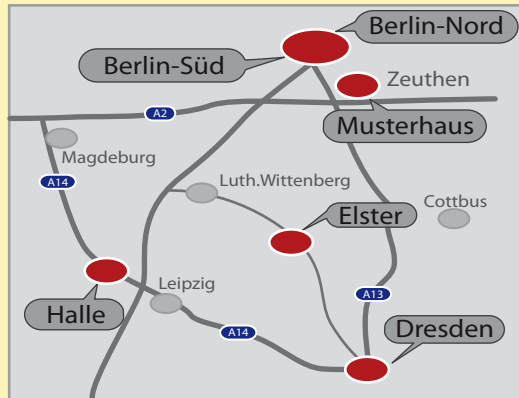 Berlin-Nord
Berlin-Süd
Zeuthen
A2
Musterhaus
Magdeburg
A14
Luth.Wittenberg
Cottbus
Elster
Leipzig
A13
Halle
A14
Dresden